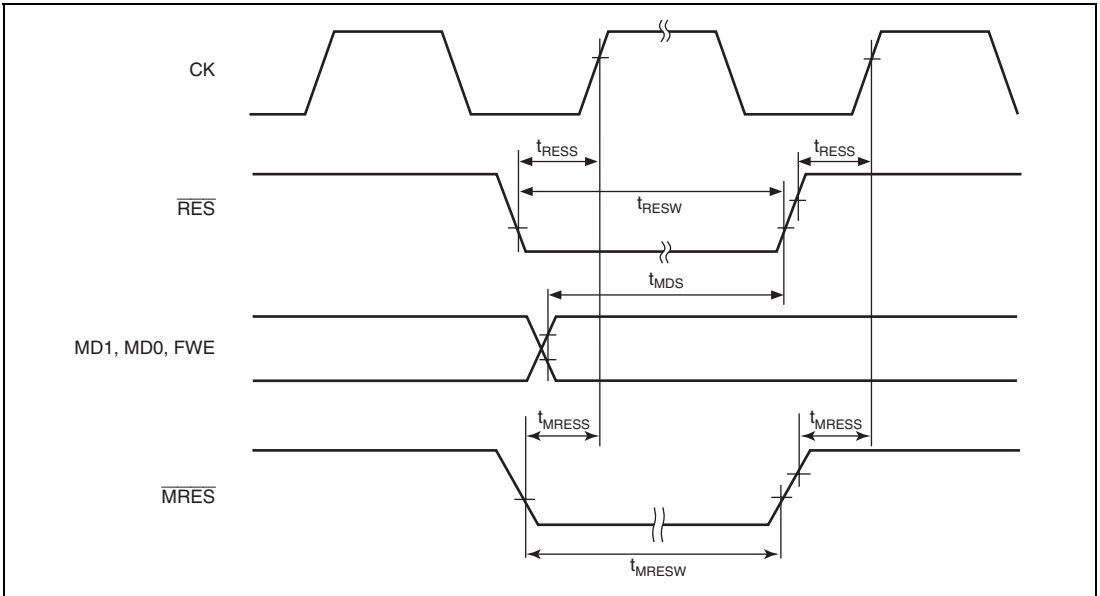 CK
tRESS
tRESS
RES
tRESW
tMDS
MD1, MD0, FWE
tMRESS
tMRESS
MRES
tMRESW